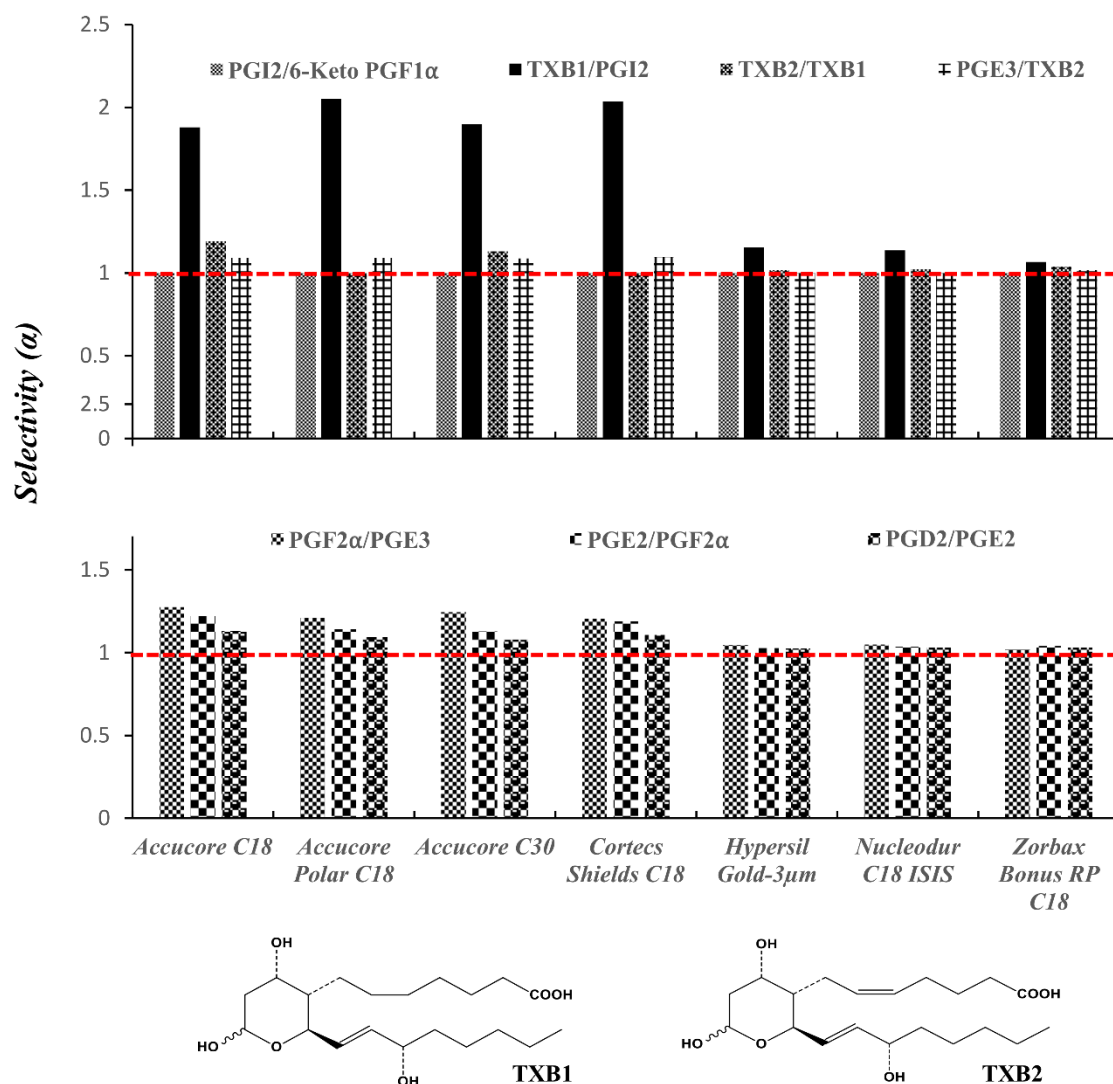 2.5
PGI2/6-Keto PGF1α TXB1/PGI2 TXB2/TXB1 PGE3/TXB2
2
1.5
1
0.5
2.5
0
Selectivity (α)
PGF2α/PGE3 PGE2/PGF2α PGD2/PGE2
1.5
1
0.5
0
Accucore C18
Accucore
Polar C18
Accucore C30
Cortecs
Shields C18
Hypersil
Gold-3μm
Nucleodur
C18 ISIS
Zorbax
Bonus RP
C18
OH
COOH
HO
O
OH
TXB1
OH
COOH
HO
O
OH
TXB2